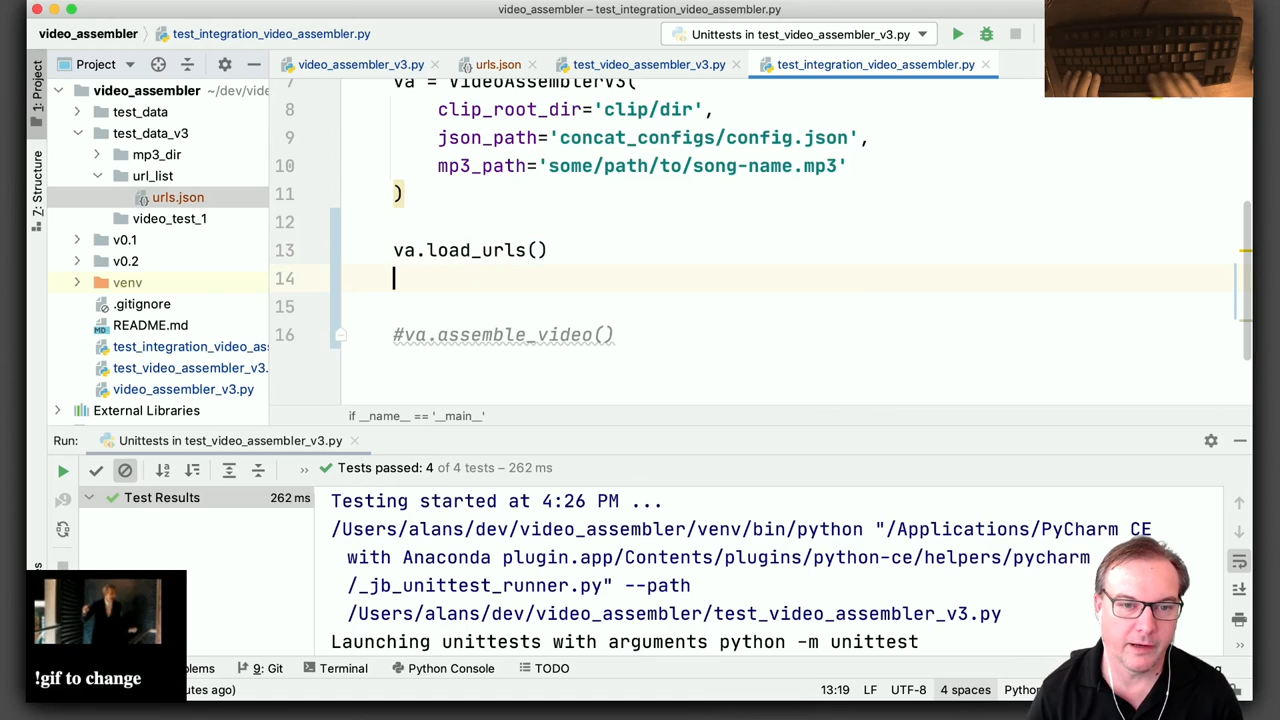 video_assembler – test_integration_video_assembler.py
video_assembler
test_integration_video_assembler.py
Unittests in test_video_assembler_v3.py
1: Project
Z: Structure
Project
video_assembler_v3.py
urls.json
test_video_assembler_v3.py
test_integration_video_assembler.py
video_assembler ~/dev/vide
test_data
test_data_v3
mp3_dir
url_list
urls.json
video_test_1
v0.1
v0.2
venv
.gitignore
README.md
test_integration_video_ass
test_video_assembler_v3.
video_assembler_v3.py
External Libraries
va = VideoAssemblerV3(
8 clip_root_dir='clip/dir',
9 json_path='concat_configs/config.json',
10 mp3_path='some/path/to/song-name.mp3'
11 )
12
13 va.load_urls()
14
15
16 #va.assemble_video()
if __name__ == '__main__'
Run: Unittests in test_video_assembler_v3.py
Tests passed: 4 of 4 tests – 262 ms
Test Results 262 ms
Testing started at 4:26 PM ...
/Users/alans/dev/video_assembler/venv/bin/python "/Applications/PyCharm CE
with Anaconda plugin.app/Contents/plugins/python-ce/helpers/pycharm
/_jb_unittest_runner.py" --path
/Users/alans/dev/video_assembler/test_video_assembler_v3.py
Launching unittests with arguments python -m unittest
!gif to change
blems
9: Git
Terminal
Python Console
TODO
utes ago)
13:19 LF UTF-8 4 spaces Pytho